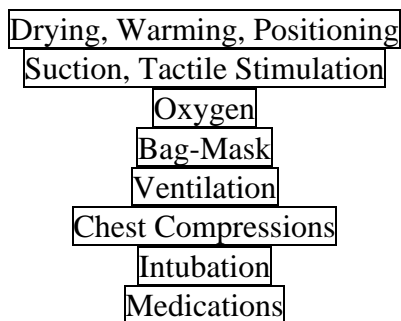 Drying, Warming, Positioning
Suction, Tactile Stimulation
Oxygen
Bag-Mask
Ventilation
Chest Compressions
Intubation
Medications